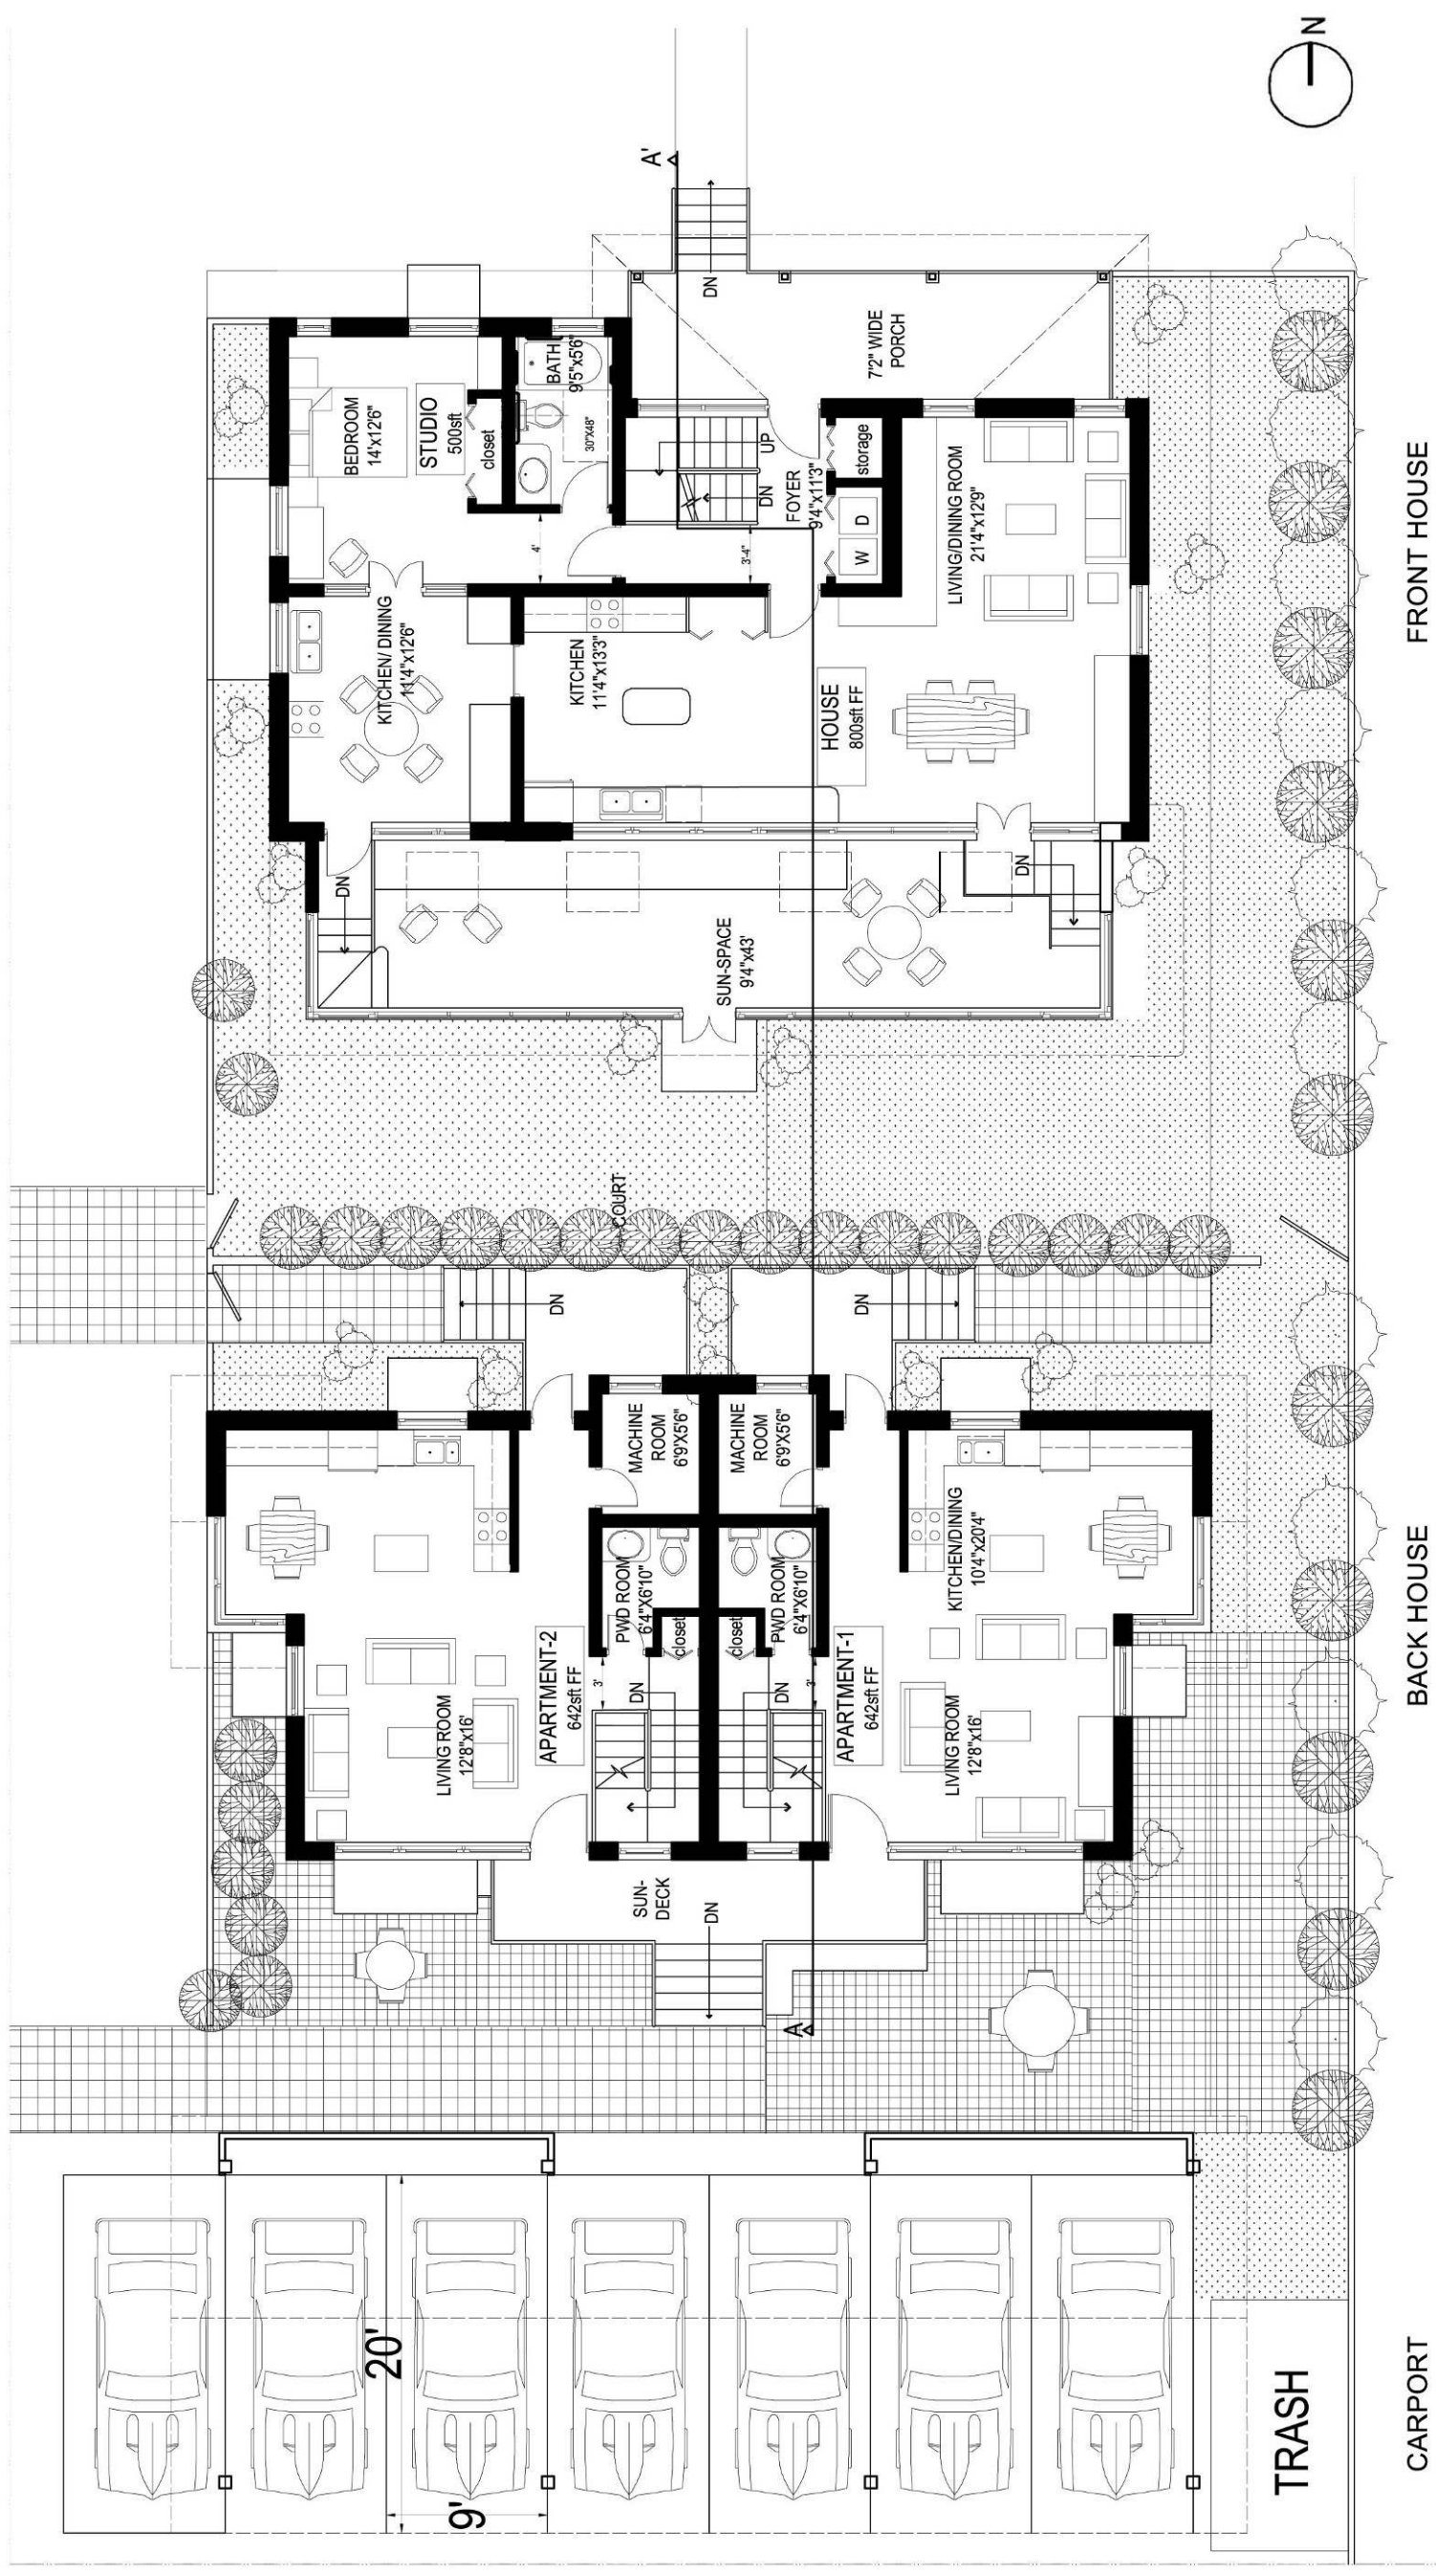 N
A'
DN
7'2" WIDE
PORCH
BATH
9'5"x5'6"
30"X48"
BEDROOM
14'x12'6"
STUDIO
500sft
closet
UP
DN
FOYER
9'4"x11'3"
storage
W
D
4'
3'-4"
LIVING/DINING ROOM
21'4"x12'9"
KITCHEN/ DINING
11'4"x12'6"
KITCHEN
11'4"x13'3"
HOUSE
800sft FF
DN
DN
SUN-SPACE
9'4"x43'
FRONT HOUSE
COURT
DN
DN
MACHINE
ROOM
6'9'X5'6"
MACHINE
ROOM
6'9'X5'6"
PWD ROOM
6'4"X6'10"
PWD ROOM
6'4"X6'10"
closet
closet
KITCHEN/DINING
10'4"x20'4"
APARTMENT-2
642sft FF
APARTMENT-1
642sft FF
3'
3'
DN
DN
LIVING ROOM
12'8"x16'
LIVING ROOM
12'8"x16'
SUN-
DECK
DN
A
BACK HOUSE
20'
9'
TRASH
CARPORT